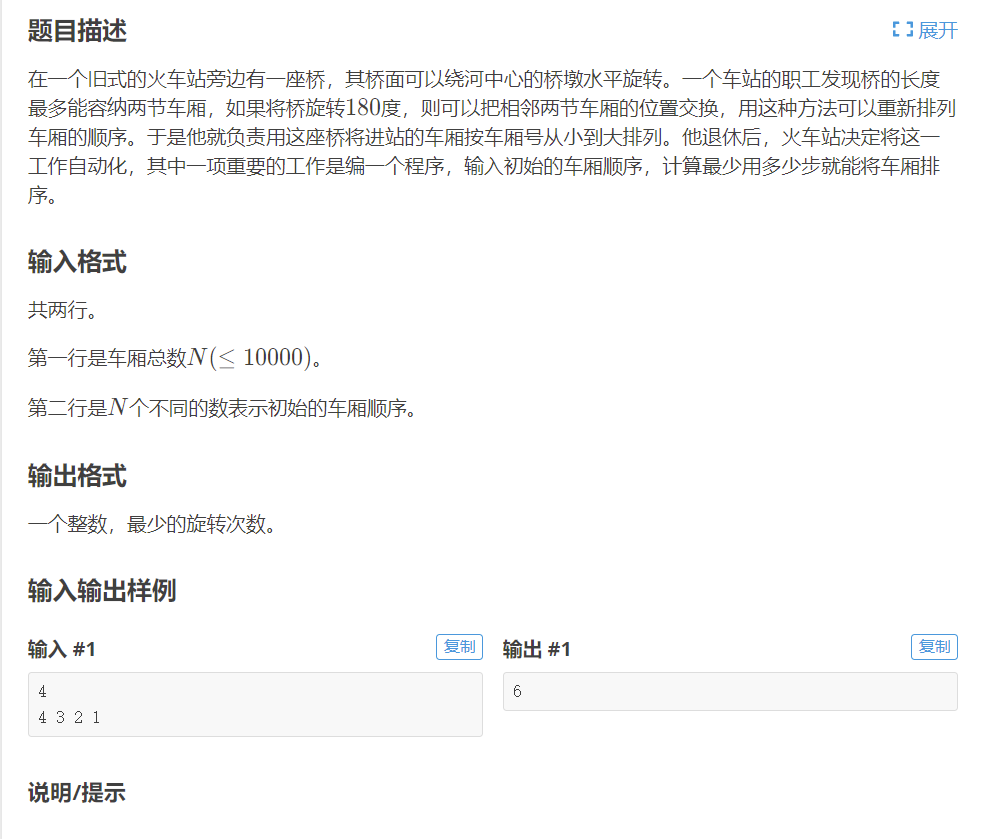 题目描述
展开
在一个旧式的火车站旁边有一座桥，其桥面可以绕河中心的桥墩水平旋转。一个车站的职工发现桥的长度
最多能容纳两节车厢，如果将桥旋转180度，则可以把相邻两节车厢的位置交换，用这种方法可以重新排列
车厢的顺序。于是他就负责用这座桥将进站的车厢按车厢号从小到大排列。他退休后，火车站决定将这一
工作自动化，其中一项重要的工作是编一个程序，输入初始的车厢顺序，计算最少用多少步就能将车厢排
序。
输入格式
共两行。
第一行是车厢总数N(≤10000)。
第二行是N个不同的数表示初始的车厢顺序。
输出格式
一个整数，最少的旋转次数。
输入输出样例
输入 #1
复制
4
4 3 2 1
输出 #1
复制
6
说明/提示